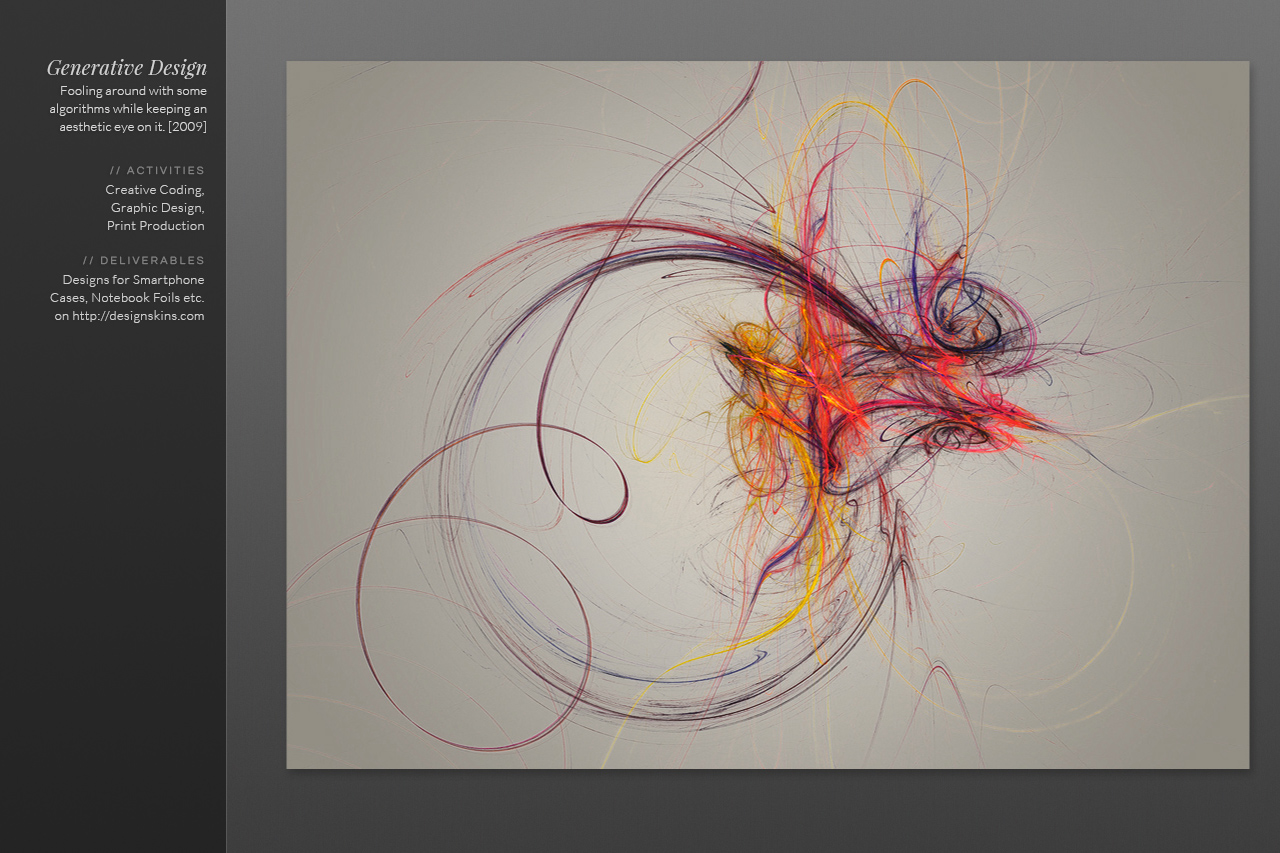 Generative Design
Fooling around with some
algorithms while keeping an
aesthetic eye on it. [2009]
// ACTIVITIES
Creative Coding,
Graphic Design,
Print Production
// DELIVERABLES
Designs for Smartphone
Cases, Notebook Foils etc.
on http://designskins.com